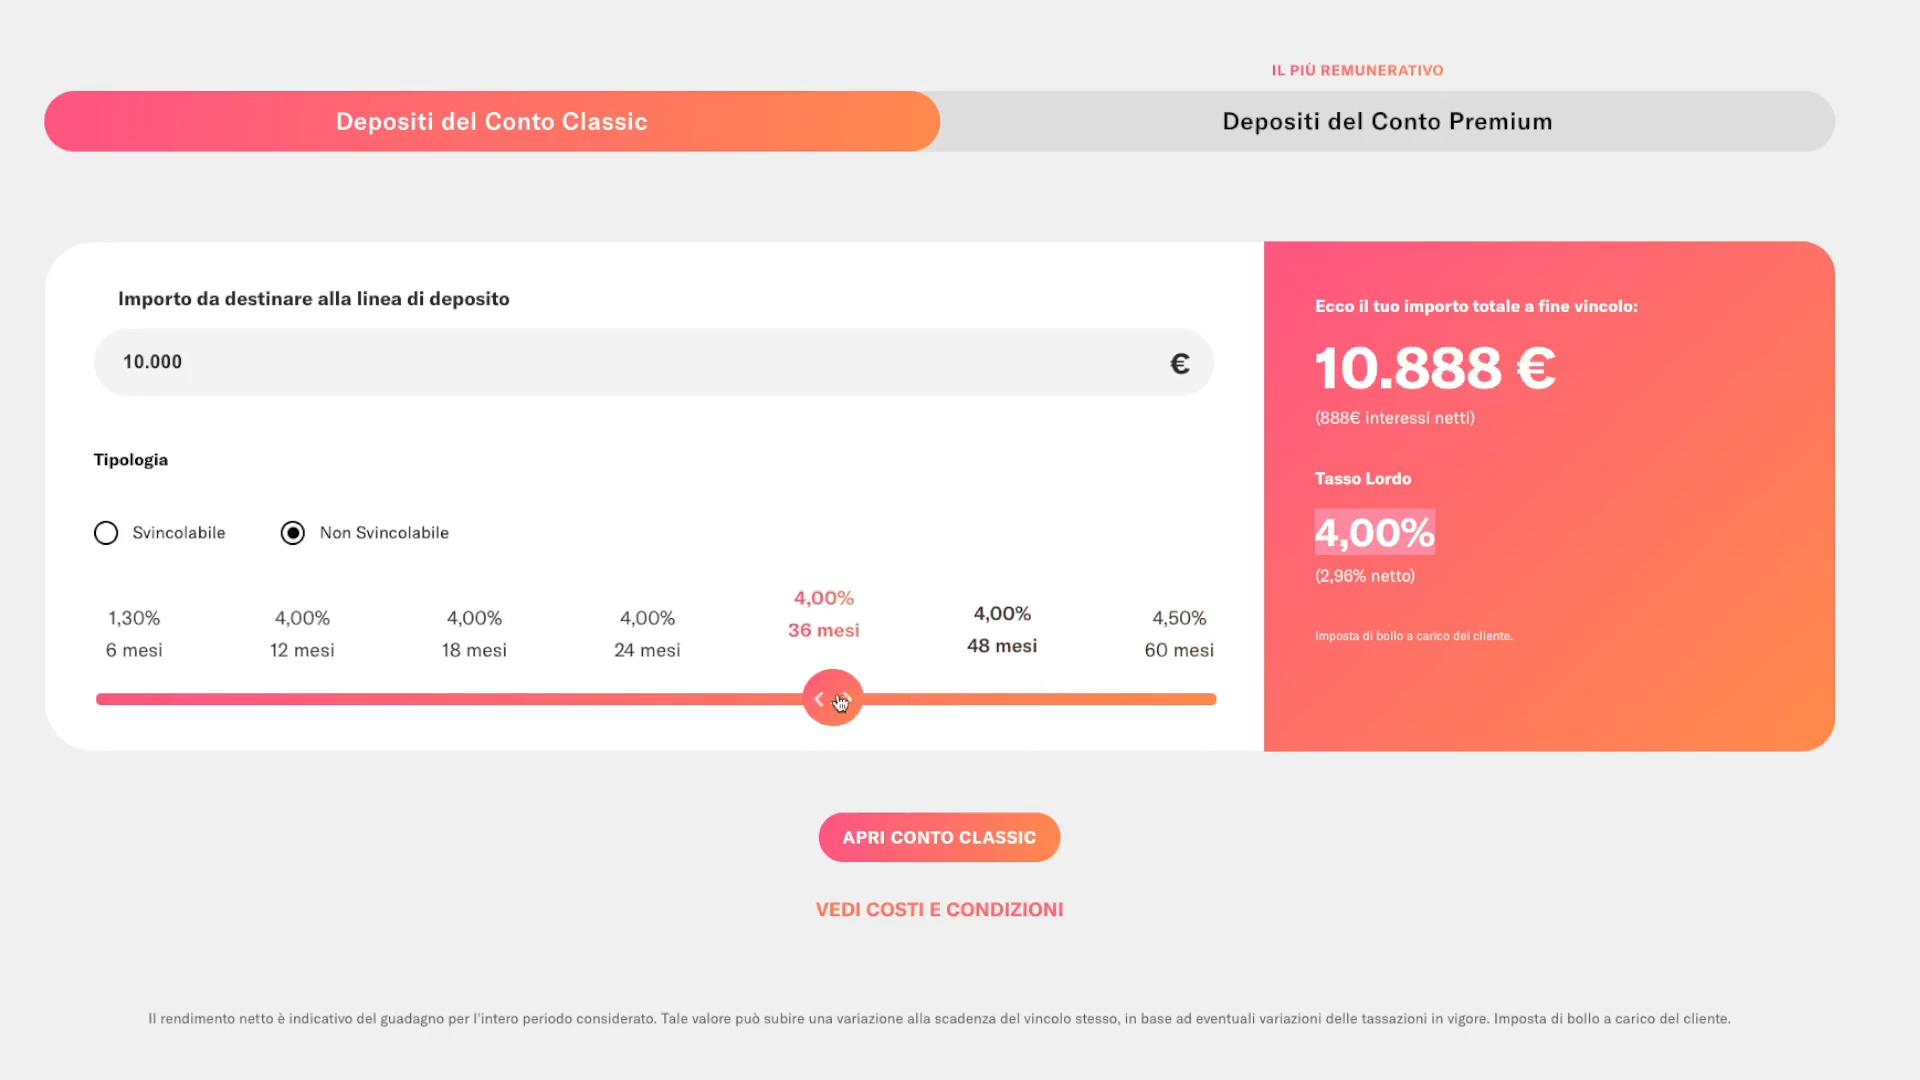 IL PIÙ REMUNERATIVO
Depositi del Conto Classic
Depositi del Conto Premium
Importo da destinare alla linea di deposito
10.000 €
Tipologia
Svincolabile
Non Svincolabile
1,30%
6 mesi
4,00%
12 mesi
4,00%
18 mesi
4,00%
24 mesi
4,00%
36 mesi
4,00%
48 mesi
4,50%
60 mesi
Ecco il tuo importo totale a fine vincolo:
10.888 €
(888€ interessi netti)
Tasso Lordo
4,00%
(2,96% netto)
Imposta di bollo a carico del cliente.
APRI CONTO CLASSIC
VEDI COSTI E CONDIZIONI
Il rendimento netto è indicativo del guadagno per l'intero periodo considerato. Tale valore può subire una variazione alla scadenza del vincolo stesso, in base ad eventuali variazioni delle tassazioni in vigore. Imposta di bollo a carico del cliente.